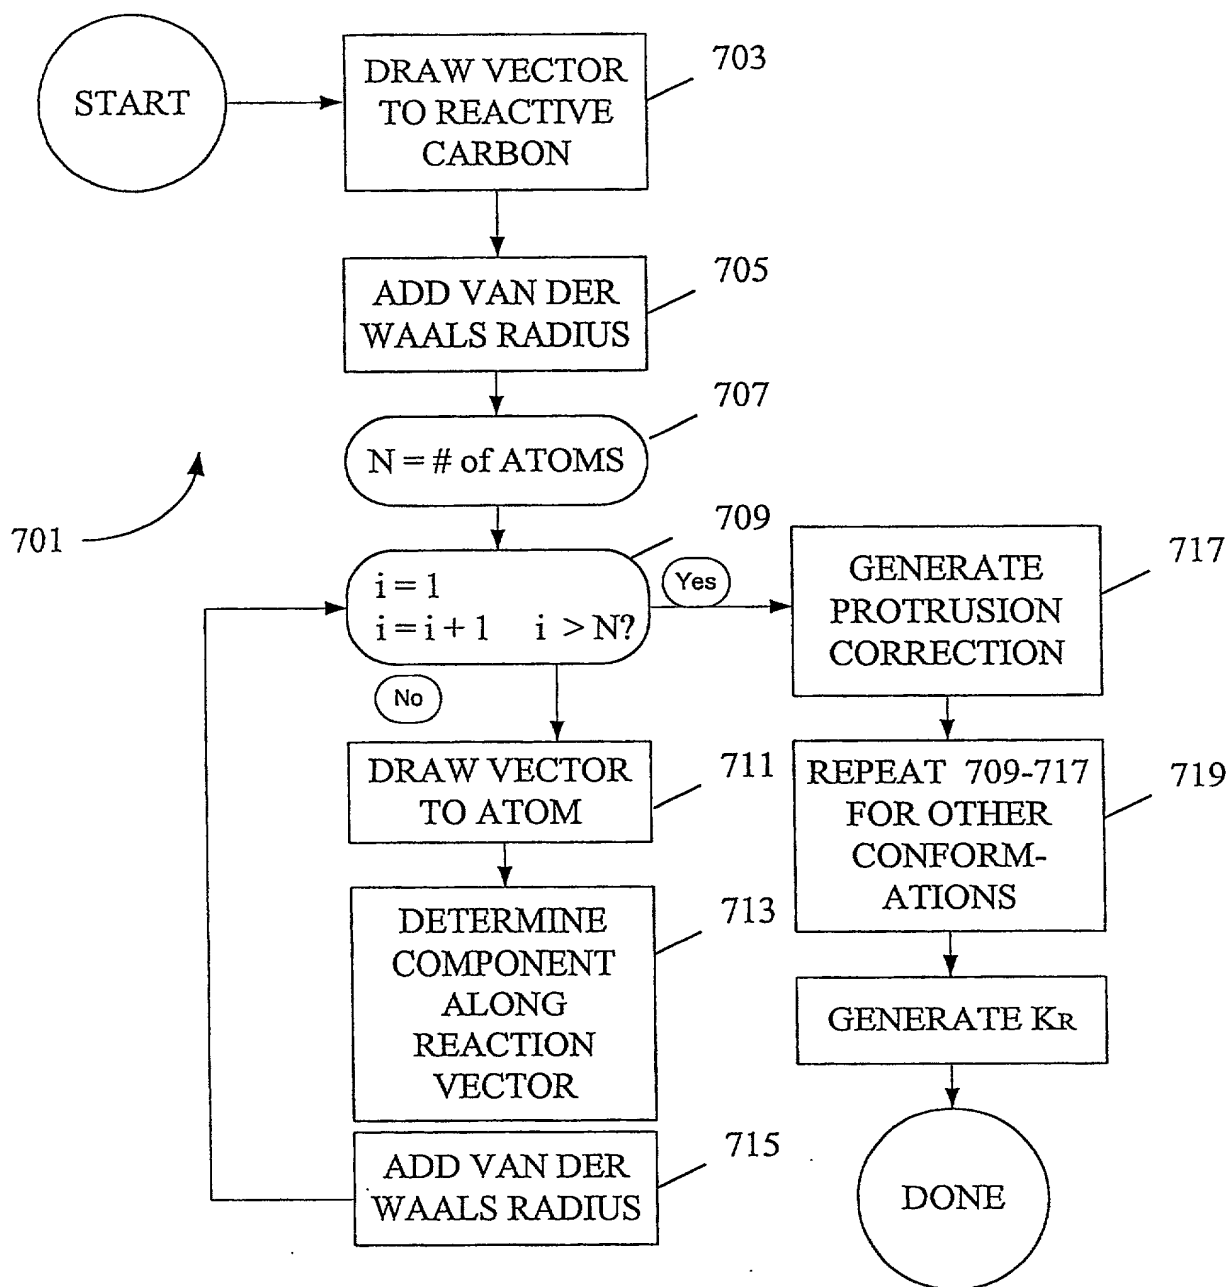 START
DRAW VECTOR
TO REACTIVE
CARBON
703
ADD VAN DER
WAALS RADIUS
705
N = # of ATOMS
707
701
i = 1
i = i + 1 i > N?
709
Yes
No
DRAW VECTOR
TO ATOM
711
DETERMINE
COMPONENT
ALONG
REACTION
VECTOR
713
ADD VAN DER
WAALS RADIUS
715
GENERATE
PROTRUSION
CORRECTION
717
REPEAT 709-717
FOR OTHER
CONFORM-
ATIONS
719
GENERATE KR
DONE